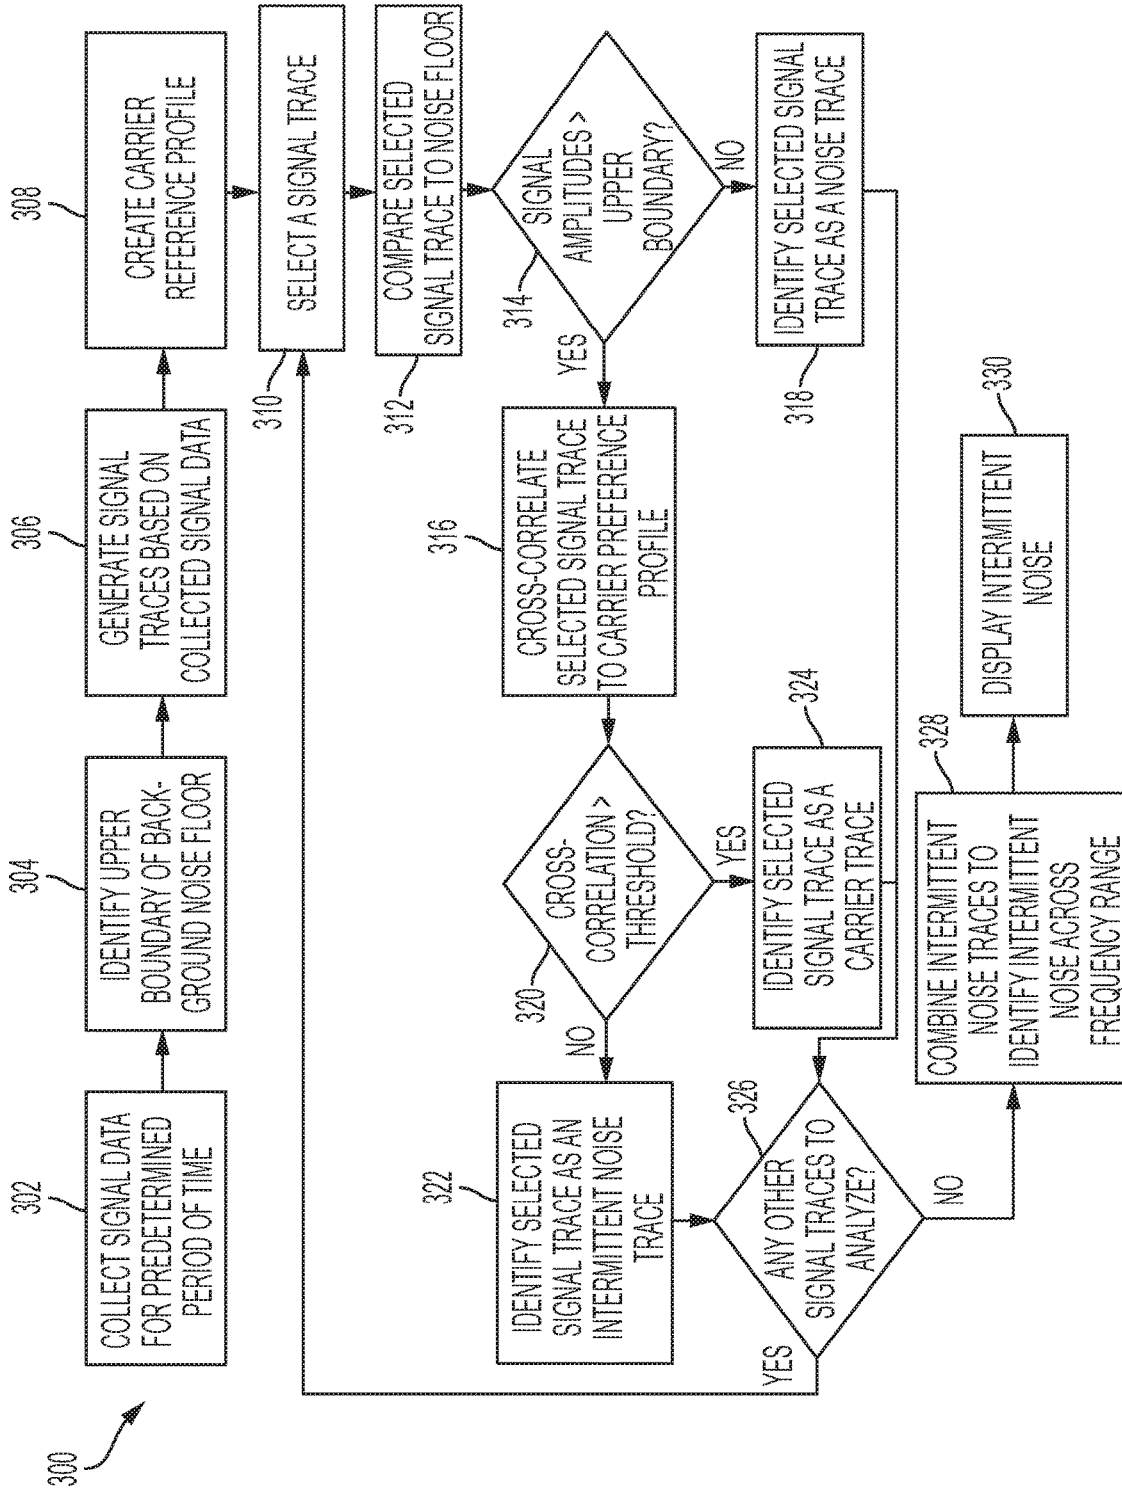 300
302
COLLECT SIGNAL DATA
FOR PREDETERMINED
PERIOD OF TIME
304
IDENTIFY UPPER
BOUNDARY OF BACK-
GROUND NOISE FLOOR
306
GENERATE SIGNAL
TRACES BASED ON
COLLECTED SIGNAL DATA
308
CREATE CARRIER
REFERENCE PROFILE
310
SELECT A SIGNAL TRACE
312
COMPARE SELECTED
SIGNAL TRACE TO NOISE FLOOR
314
SIGNAL
AMPLITUDES >
UPPER
BOUNDARY?
YES
NO
316
CROSS-CORRELATE
SELECTED SIGNAL TRACE
TO CARRIER PREFERENCE
PROFILE
318
IDENTIFY SELECTED SIGNAL
TRACE AS A NOISE TRACE
320
CROSS-
CORRELATION >
THRESHOLD?
NO
YES
322
IDENTIFY SELECTED
SIGNAL TRACE AS AN
INTERMITTENT NOISE
TRACE
324
IDENTIFY SELECTED
SIGNAL TRACE AS A
CARRIER TRACE
326
ANY OTHER
SIGNAL TRACES TO
ANALYZE?
YES
NO
328
COMBINE INTERMITTENT
NOISE TRACES TO
IDENTIFY INTERMITTENT
NOISE ACROSS
FREQUENCY RANGE
330
DISPLAY INTERMITTENT
NOISE